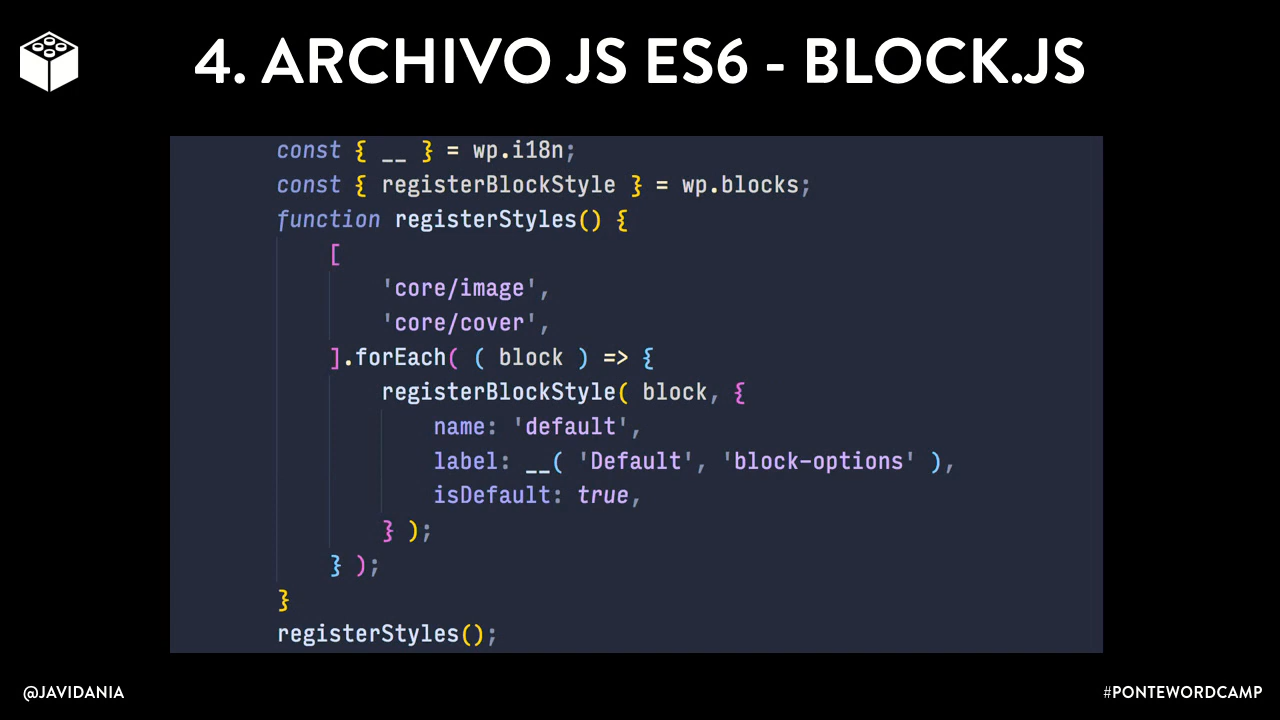 4. ARCHIVO JS ES6 - BLOCK.JS
const { __ } = wp.i18n;
const { registerBlockStyle } = wp.blocks;
function registerStyles() {
    [
        'core/image',
        'core/cover',
    ].forEach( ( block ) => {
        registerBlockStyle( block, {
            name: 'default',
            label: __( 'Default', 'block-options' ),
            isDefault: true,
        } );
    } );
}
registerStyles();
@JAVIDANIA
#PONTEWORDCAMP